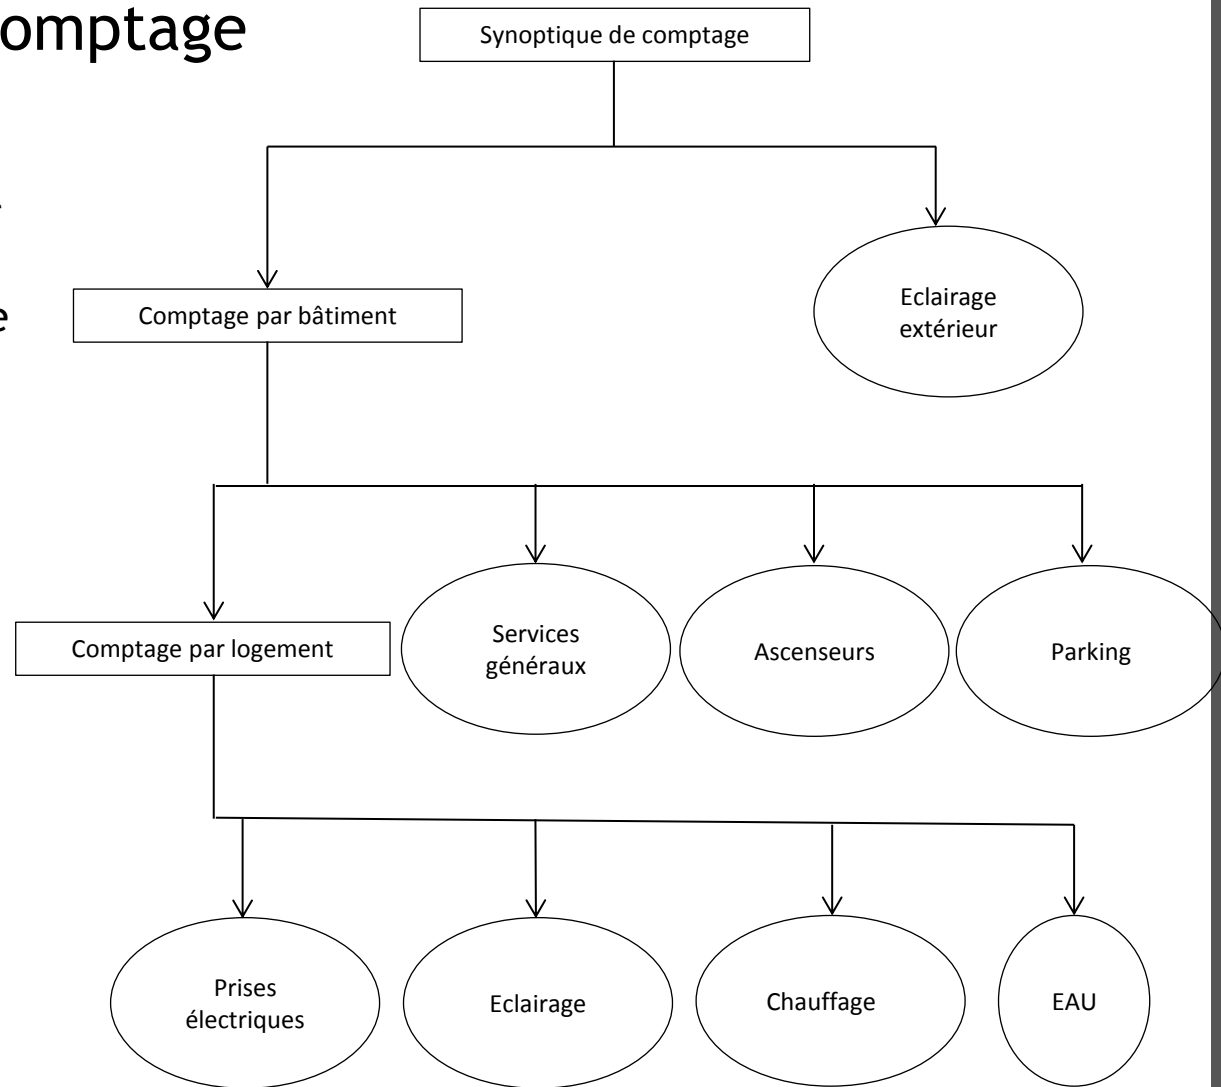 omptage
Synoptique de comptage
e
Comptage par bâtiment
Eclairage
extérieur
Comptage par logement
Services
généraux
Ascenseurs
Parking
Prises
électriques
Eclairage
Chauffage
EAU